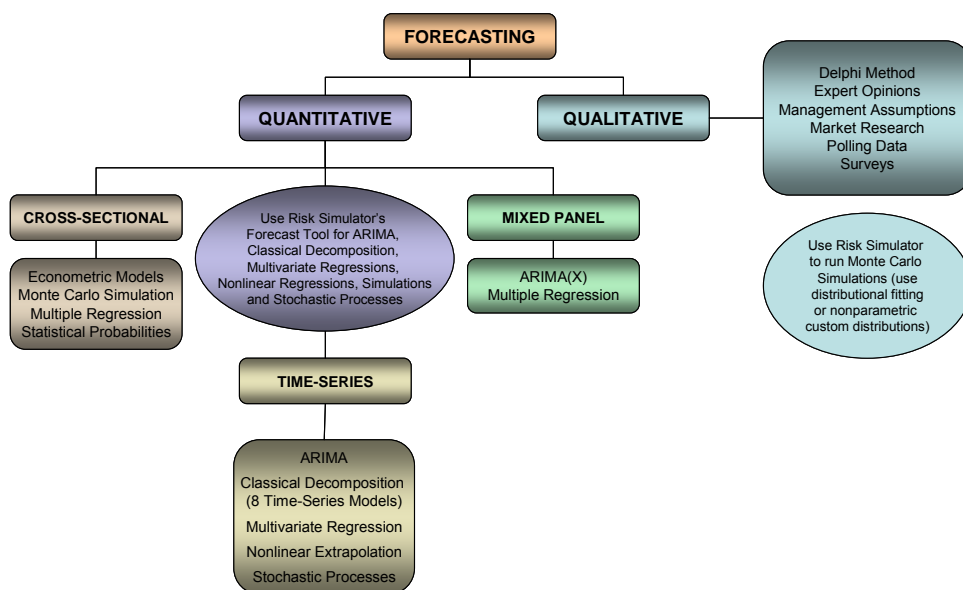 FORECASTING
QUANTITATIVE
QUALITATIVE
Delphi Method
Expert Opinions
Management Assumptions
Market Research
Polling Data
Surveys
CROSS-SECTIONAL
Econometric Models
Monte Carlo Simulation
Multiple Regression
Statistical Probabilities
Use Risk Simulator's
Forecast Tool for ARIMA,
Classical Decomposition,
Multivariate Regressions,
Nonlinear Regressions, Simulations
and Stochastic Processes
MIXED PANEL
ARIMA(X)
Multiple Regression
Use Risk Simulator
to run Monte Carlo
Simulations (use
distributional fitting
or nonparametric
custom distributions)
TIME-SERIES
ARIMA
Classical Decomposition
(8 Time-Series Models)
Multivariate Regression
Nonlinear Extrapolation
Stochastic Processes